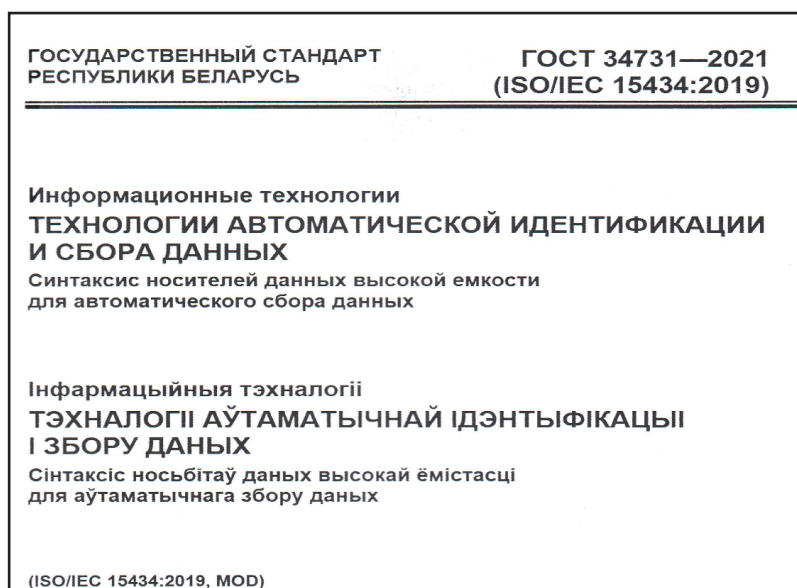 ГОСУДАРСТВЕННЫЙ СТАНДАРТ
РЕСПУБЛИКИ БЕЛАРУСЬ
ГОСТ 34731—2021
(ISO/IEC 15434:2019)
Информационные технологии
ТЕХНОЛОГИИ АВТОМАТИЧЕСКОЙ ИДЕНТИФИКАЦИИ
И СБОРА ДАННЫХ
Синтаксис носителей данных высокой емкости
для автоматического сбора данных
Інфармацыйныя тэхналогіі
ТЭХНАЛОГІІ АЎТАМАТЫЧНАЙ ІДЭНТЫФІКАЦЫІ
І ЗБОРУ ДАНЫХ
Сінтаксіс носьбітаў даных высокай ёмістасці
для аўтаматычнага збору даных
(ISO/IEC 15434:2019, MOD)